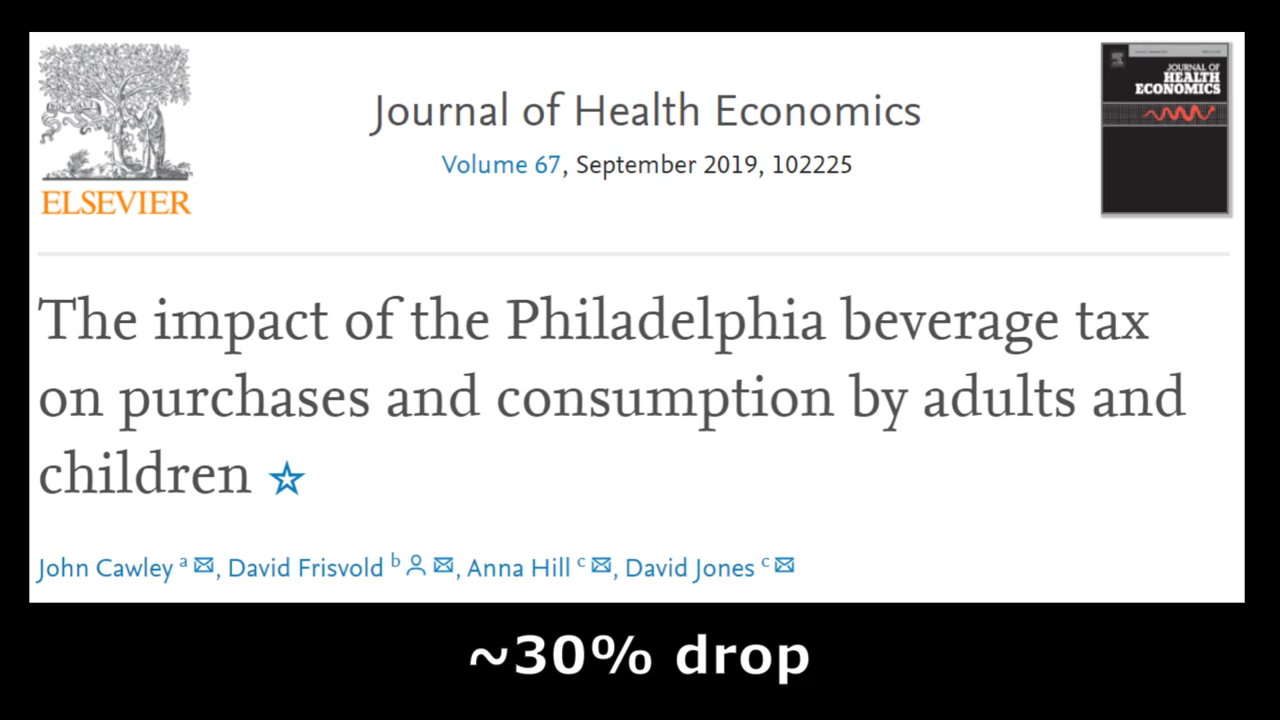 ELSEVIER
Journal of Health Economics
Volume 67, September 2019, 102225
JOURNAL OF
HEALTH
ECONOMICS
The impact of the Philadelphia beverage tax
on purchases and consumption by adults and
children ☆
John Cawley a, David Frisvold b, Anna Hill c, David Jones c
~30% drop